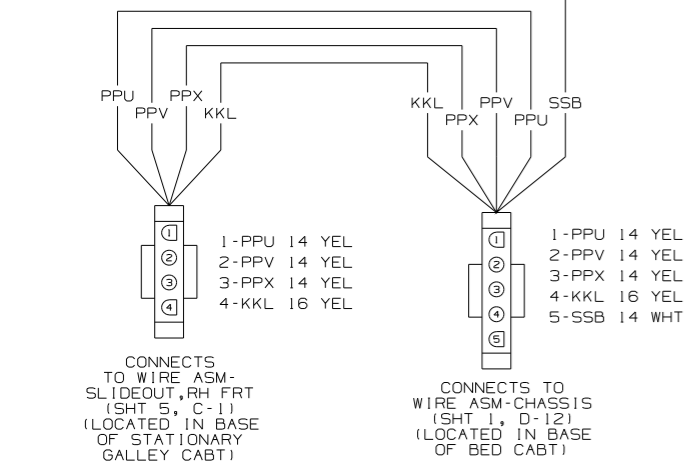 PPU
PPV
PPX
KKL
KKL
PPX
PPV
PPU
SSB
1
2
3
4
1-PPU 14 YEL
2-PPV 14 YEL
3-PPX 14 YEL
4-KKL 16 YEL
CONNECTS
TO WIRE ASM-
SLIDEOUT,RH FRT
(SHT 5, C-1)
(LOCATED IN BASE
OF STATIONARY
GALLEY CABT)
1
2
3
4
5
1-PPU 14 YEL
2-PPV 14 YEL
3-PPX 14 YEL
4-KKL 16 YEL
5-SSB 14 WHT
CONNECTS TO
WIRE ASM-CHASSIS
(SHT 1, D-12)
(LOCATED IN BASE
OF BED CABT)